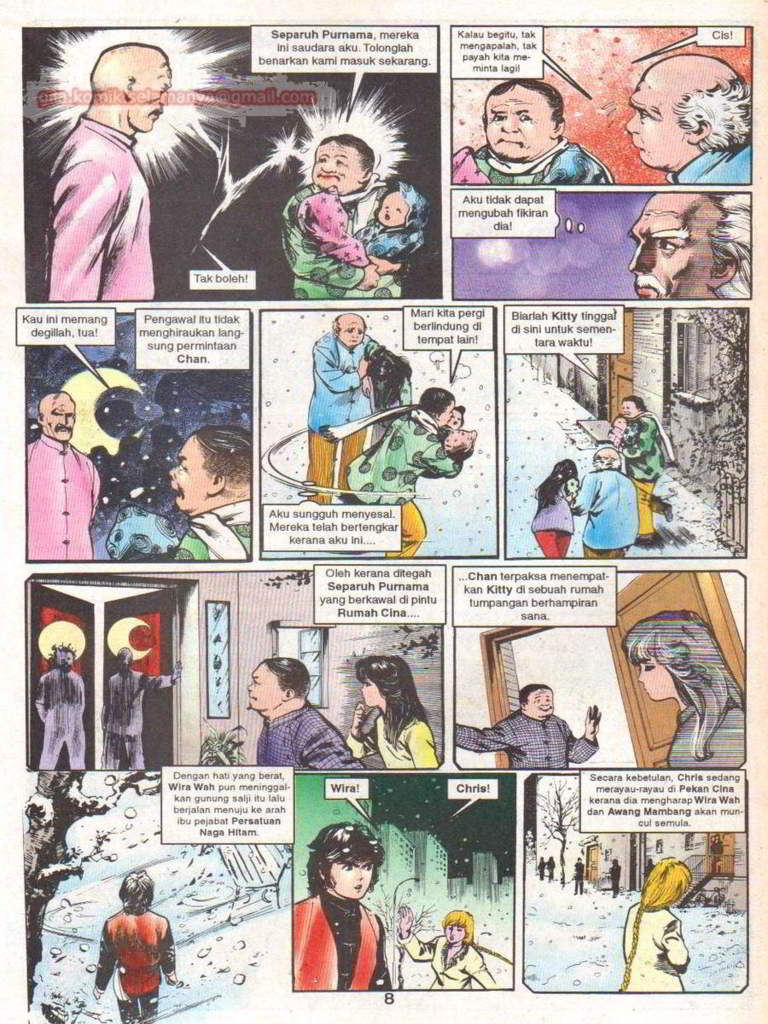 Separuh Purnama, mereka
ini saudara aku. Tolonglah
benarkan kami masuk sekarang.
gila.komik.selamanya@gmail.com
Tak boleh!
Kalau begitu, tak
mengapalah, tak
payah kita me-
minta lagi!
Cis!
Aku tidak dapat
mengubah fikiran
dia!
Kau ini memang
degillah, tua!
Pengawal itu tidak
menghiraukan lang-
sung permintaan
Chan.
Mari kita pergi
berlindung di
tempat lain!
Aku sungguh menyesal.
Mereka telah bertengkar
kerana aku ini....
Biarlah Kitty tinggal
di sini untuk semen-
tara waktu!
Oleh kerana ditegah
Separuh Purnama
yang berkawal di pintu
Rumah Cina....
...Chan terpaksa menempat-
kan Kitty di sebuah rumah
tumpangan berhampiran
sana.
Dengan hati yang berat,
Wira Wah pun meninggal-
kan gunung salji itu lalu
berjalan menuju ke arah
ibu pejabat Persatuan
Naga Hitam.
Wira!
Chris!
Secara kebetulan, Chris sedang
merayau-rayau di Pekan Cina
kerana dia mengharap Wira Wah
dan Awang Mambang akan mun-
cul semula.
8